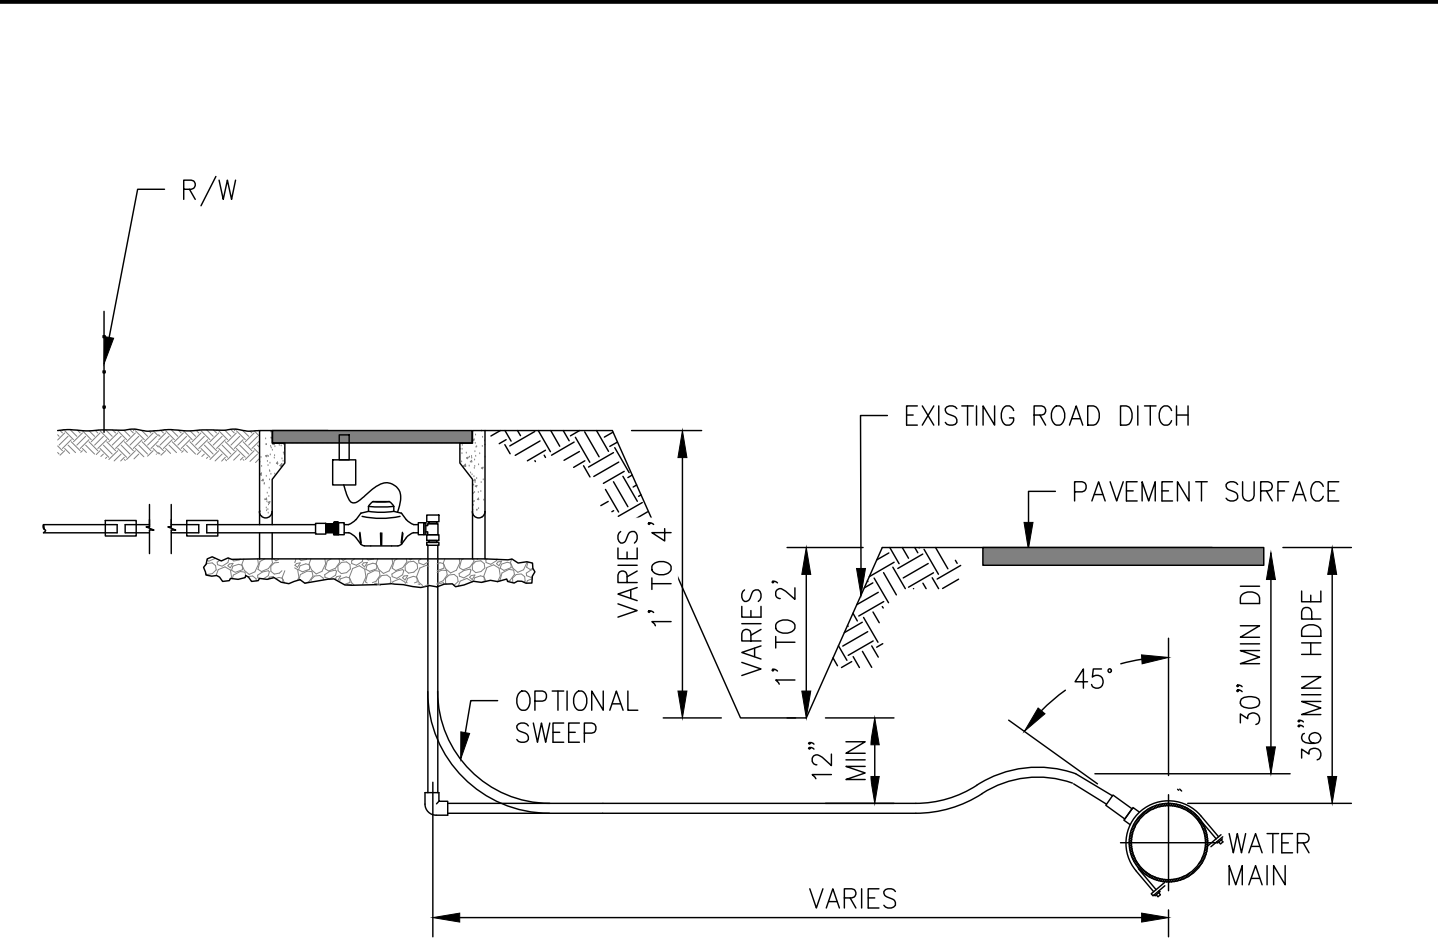 R/W
EXISTING ROAD DITCH
PAVEMENT SURFACE
VARIES
1' TO 4'
VARIES
1' TO 2'
30" MIN DI
36"MIN HDPE
45°
OPTIONAL
SWEEP
12"
MIN
WATER
MAIN
VARIES